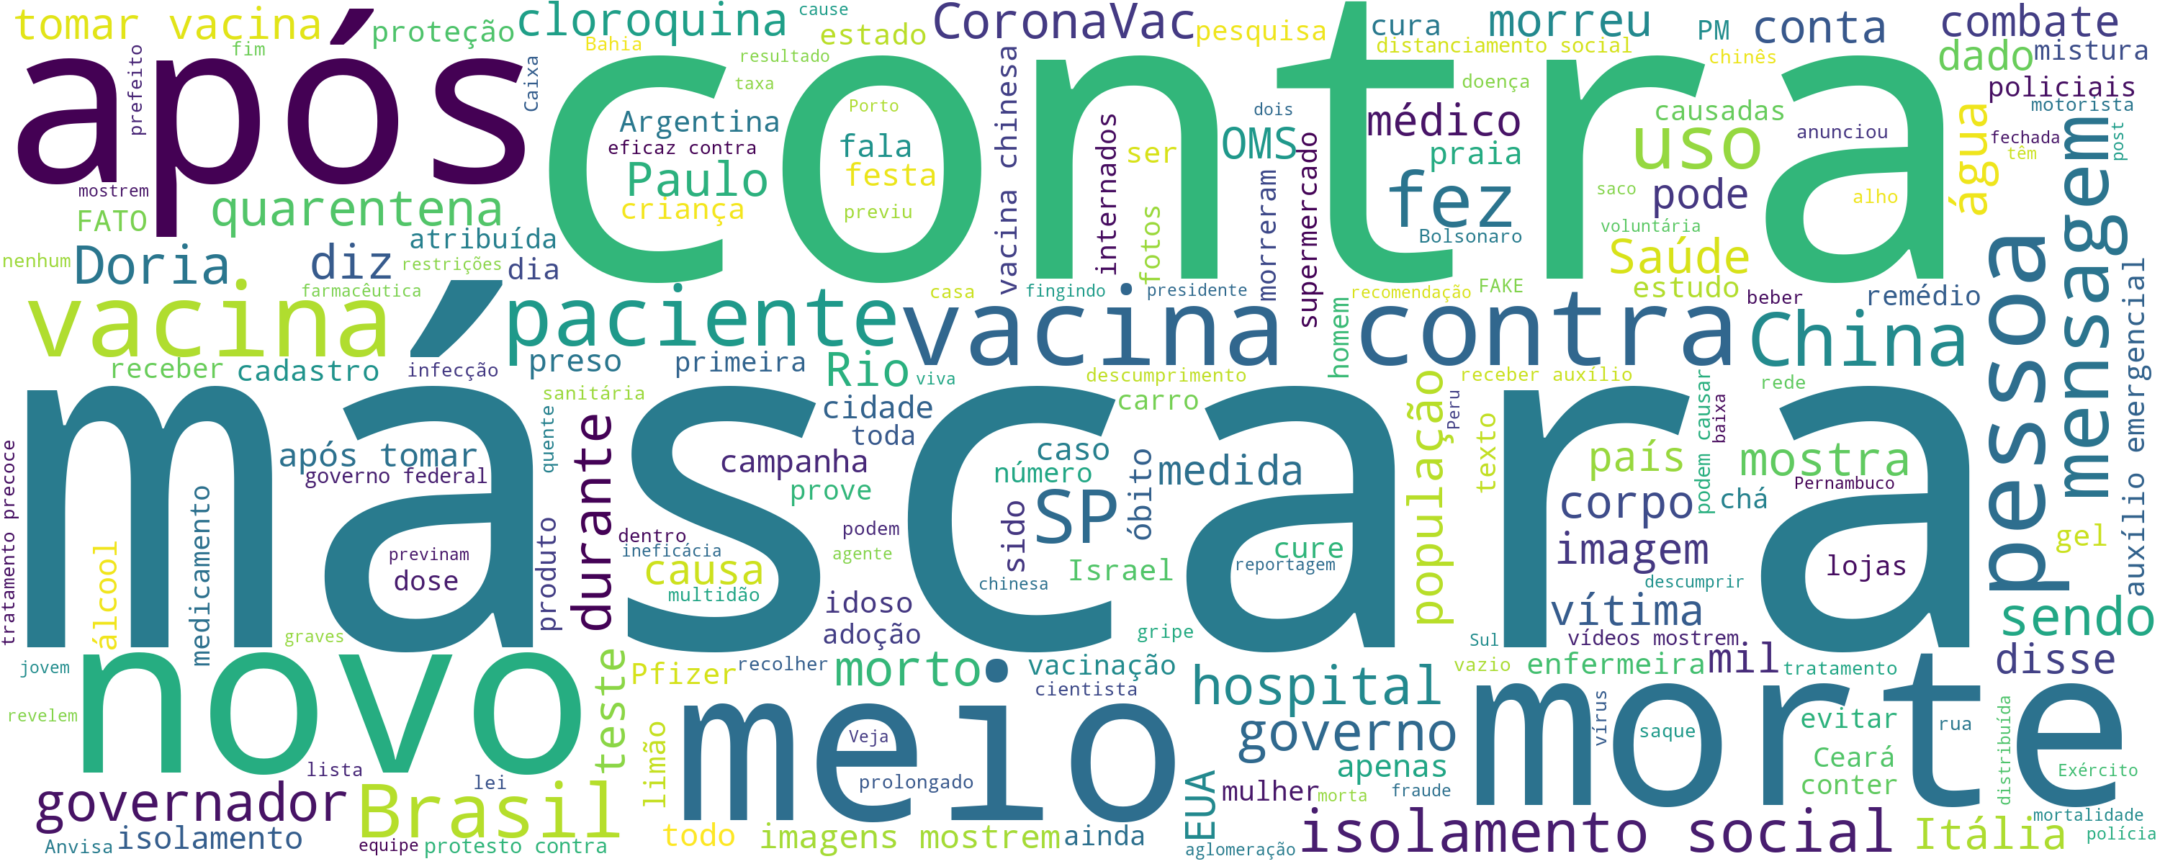 tomar vacina
proteção
cloroquina
cause
estado
CoronaVac
pesquisa
cura
morreu
PM
conta
combate
fim
prefeito
Caixa
Bahia
resultado
taxa
distanciamento social
chinês
dado
mistura
após
contra
Argentina
eficaz contra
Porto
fala
Paulo
festa
criança
previu
vacina chinesa
internados
ser
fotos
dois
OMS
morreram
supermercado
médico
doença
praia
fez
Bolsonaro
causadas
uso
anunciou
pode
saco
voluntária
alho
Saúde
estudo
policiais
motorista
fechada
têm
post
água
mensagem
mostrem
FATO
quarentena
atribuída
nenhum
Doria
diz
restrições
dia
farmacêutica
vacina
paciente
casa
fingindo
presidente
vacina
homem
recomendação
FAKE
contra
beber
remédio
China
pessoa
auxílio emergencial
receber
cadastro
infecção
preso
primeira
Rio
viva
descumprimento
receber auxílio
rede
máscara
sanitária
cidade
toda
carro
população
Peru
texto
podem causar
baixa
tratamento precoce
após tomar
governo federal
quente
durante
campanha
prove
caso
número
óbito
medida
país
mostra
Pernambuco
corpo
chá
álcool
medicamento
previnam
dose
produto
dentro
ineficácia
causa
multidão
podem
agente
sido
SP
chinesa
Israel
cure
reportagem
imagem
lojas
descumprir
gel
graves
idoso
adoção
gripe
vítima
Sul
vídeos mostrem
sendo
jovem
novo
revelem
teste
Pfizer
recolher
morto
vacinação
cientista
hospital
vazio
enfermeira
mil
tratamento
disse
limão
meio
Veja
prolongado
governo
apenas
morte
vírus
saque
evitar
rua
Ceará
conter
distribuída
Exército
lista
lei
governador
Brasil
EUA
mulher
morta
fraude
Anvisa
isolamento
equipe
protesto contra
todo
imagens mostrem
ainda
aglomeração
isolamento social
Itália
mortalidade
polícia